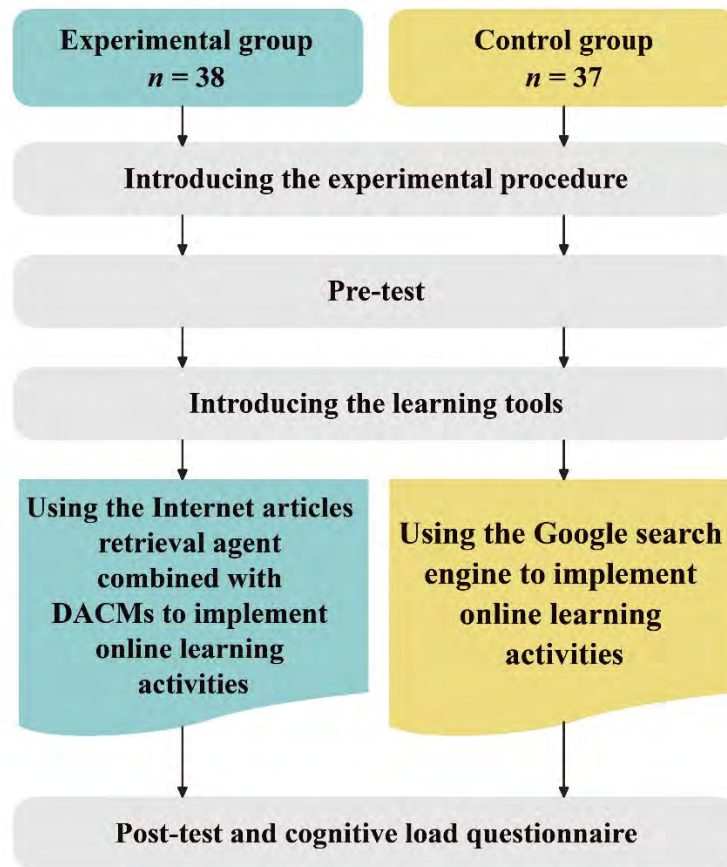 Experimental group
n = 38
Control group
n = 37
Introducing the experimental procedure
Pre-test
Introducing the learning tools
Using the Internet articles
retrieval agent
combined with
DACMs to implement
online learning
activities
Using the Google search
engine to implement
online learning
activities
Post-test and cognitive load questionnaire